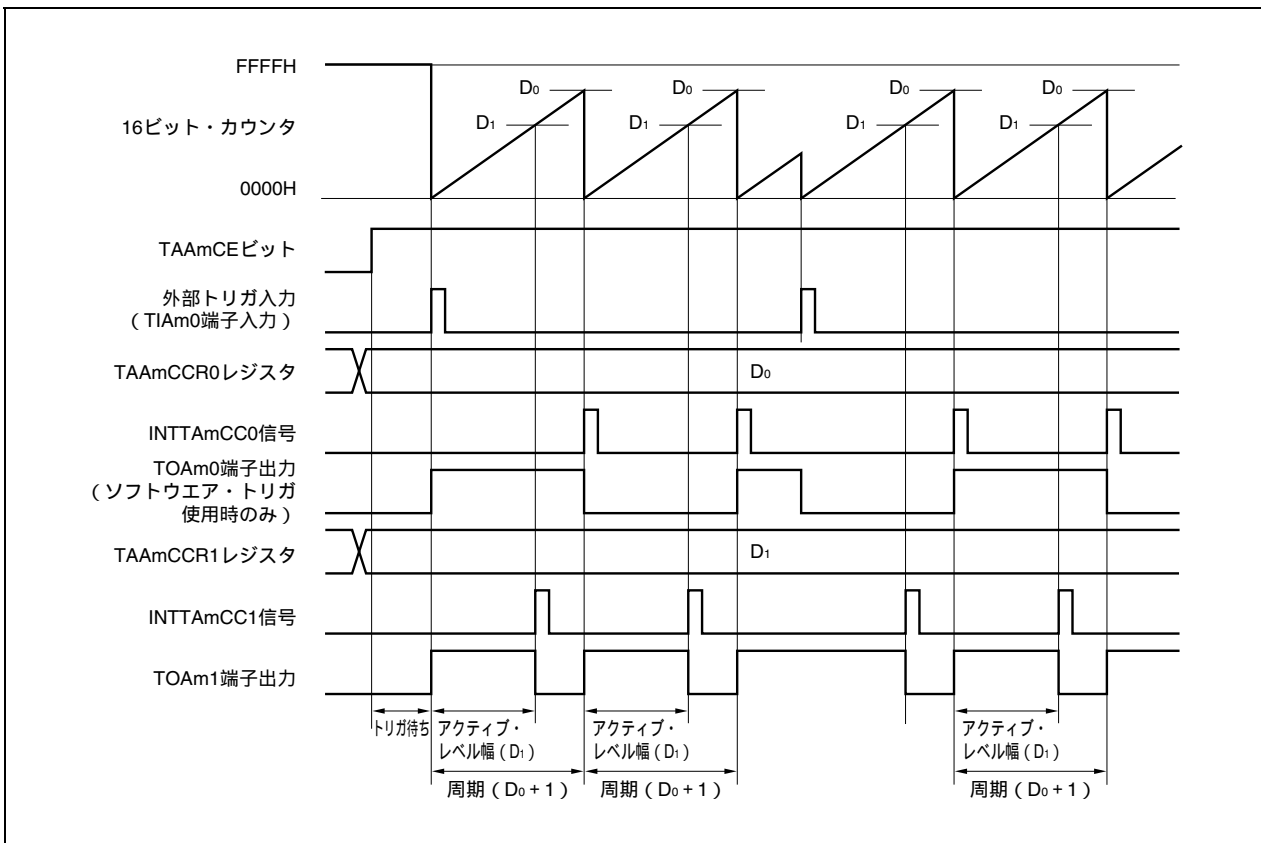 FFFFH
D0 D0 D0 D0
16ビット・カウンタ
D1 D1 D1 D1
0000H
TAAmCEビット
外部トリガ入力
（TIAm0端子入力）
TAAmCCR0レジスタ
D0
INTTAmCC0信号
TOAm0端子出力
（ソフトウエア・トリガ
使用時のみ）
TAAmCCR1レジスタ
D1
INTTAmCC1信号
TOAm1端子出力
トリガ待ち アクティブ・ アクティブ・ アクティブ・
レベル幅（D1） レベル幅（D1） レベル幅（D1）
周期（D0＋1） 周期（D0＋1） 周期（D0＋1）